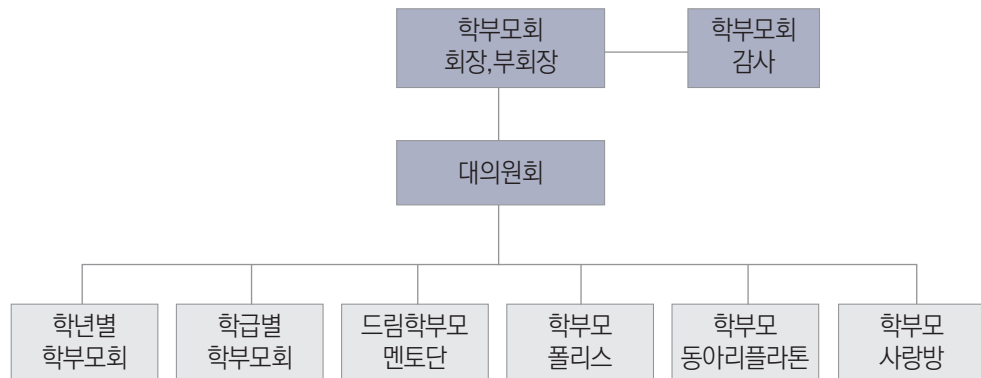 학부모회
회장,부회장
학부모회
감사
대의원회
학년별
학부모회
학급별
학부모회
드림학부모
멘토단
학부모
폴리스
학부모
동아리플라톤
학부모
사랑방